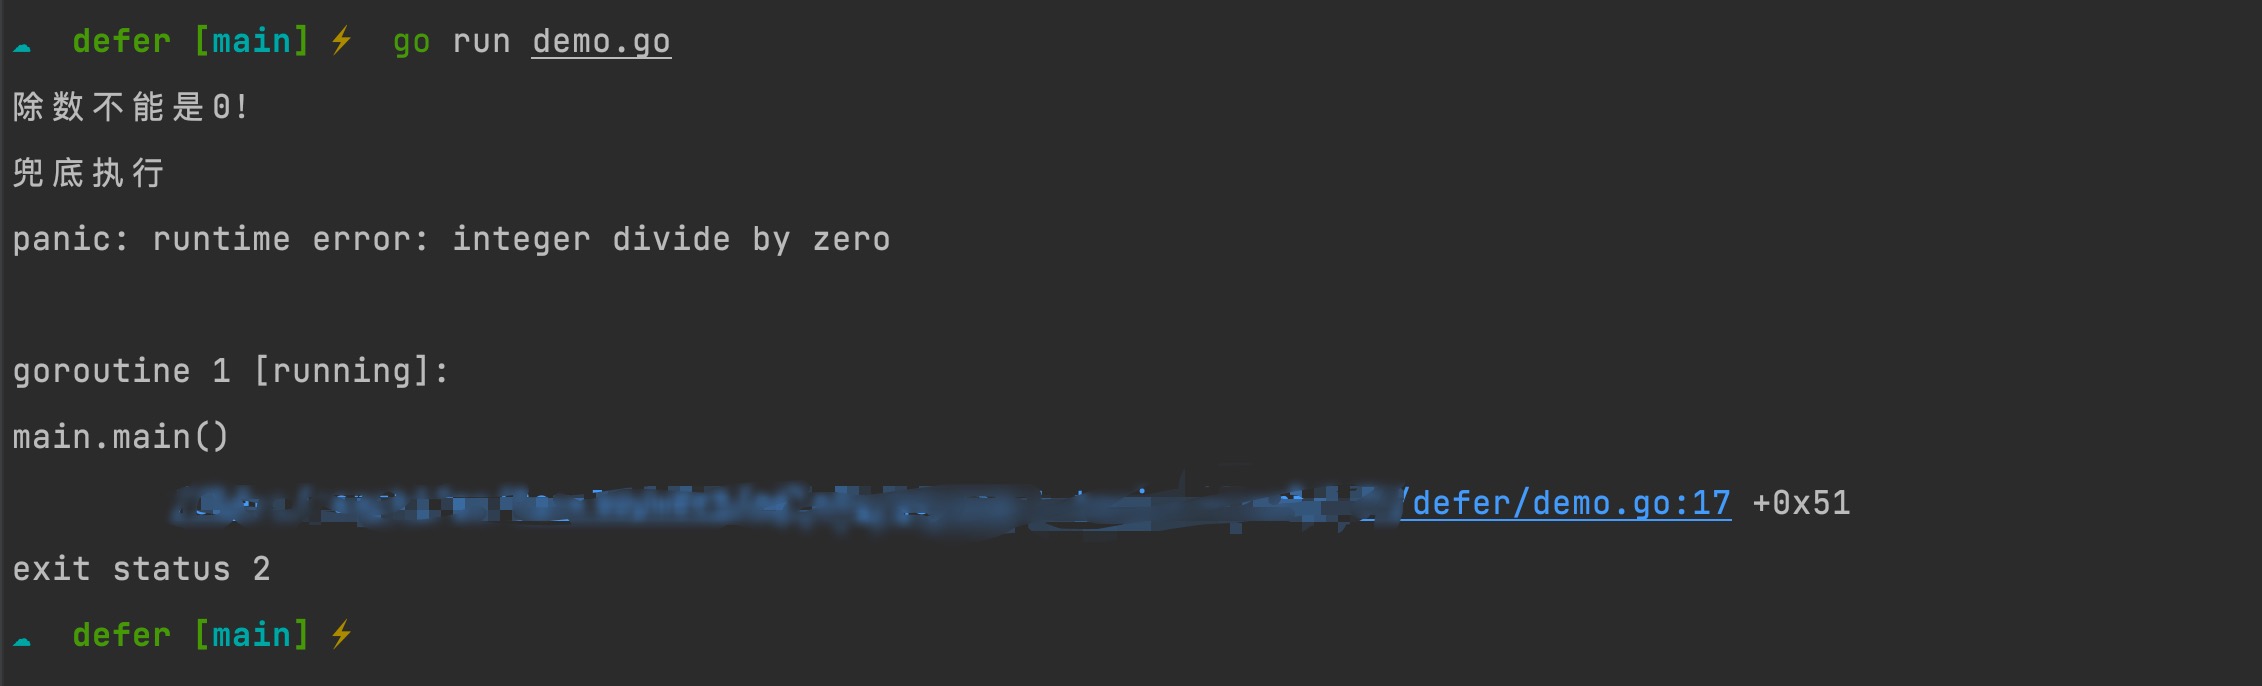 defer [main] ⚡ go run demo.go
除数不能是0!
兜底执行
panic: runtime error: integer divide by zero
goroutine 1 [running]:
main.main()
/defer/demo.go:17 +0x51
exit status 2
defer [main] ⚡